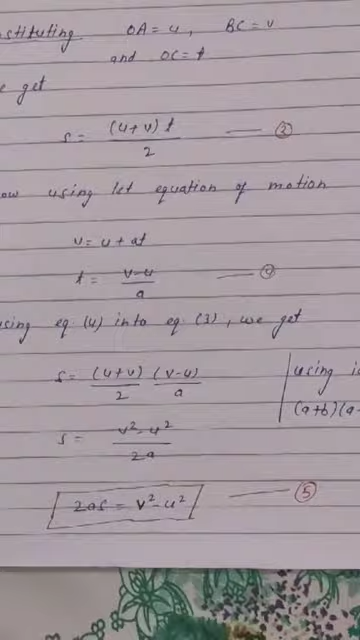 stituting OA = u, BC = v
and OC = t
e get
s = (u+v) t / 2 —— (3)
ow using 1st equation of motion
v = u + at
t = v-u / a —— (4)
using eq (4) into eq (3), we get
s = (u+v) / 2 (v-u) / a
using i
(a+b)(a-
s = v²-u² / 2a
2as = v²-u² —— (5)